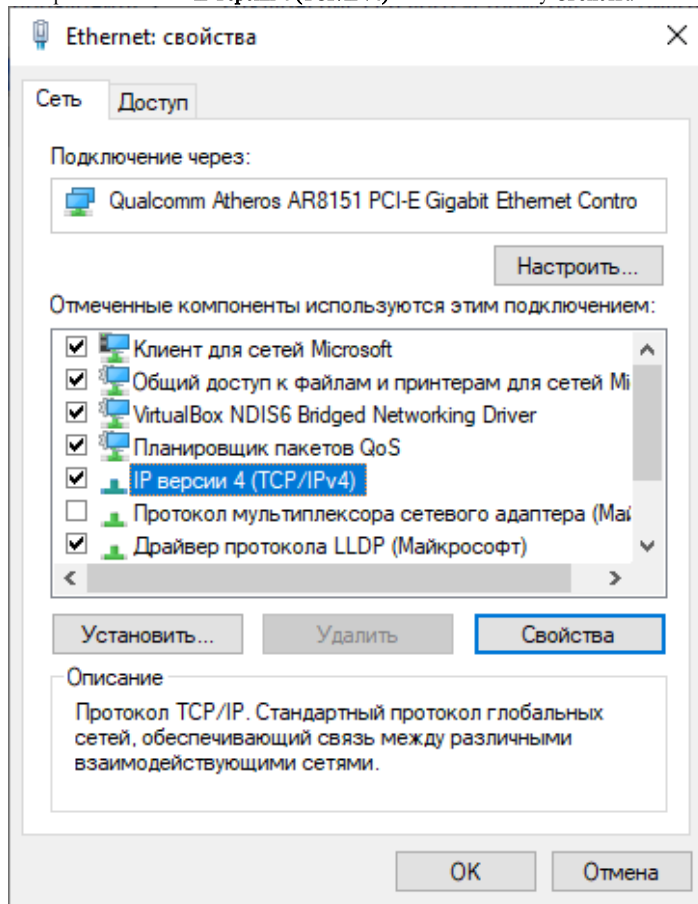 Ethernet: свойства
Сеть
Доступ
Подключение через:
Qualcomm Atheros AR8151 PCI-E Gigabit Ethernet Contro
Настроить...
Отмеченные компоненты используются этим подключением:
Клиент для сетей Microsoft
Общий доступ к файлам и принтерам для сетей Mi
VirtualBox NDIS6 Bridged Networking Driver
Планировщик пакетов QoS
IP версии 4 (TCP/IPv4)
Протокол мультиплексора сетевого адаптера (Май
Драйвер протокола LLDP (Майкрософт)
Установить...
Удалить
Свойства
Описание
Протокол TCP/IP. Стандартный протокол глобальных
сетей, обеспечивающий связь между различными
взаимодействующими сетями.
OK
Отмена